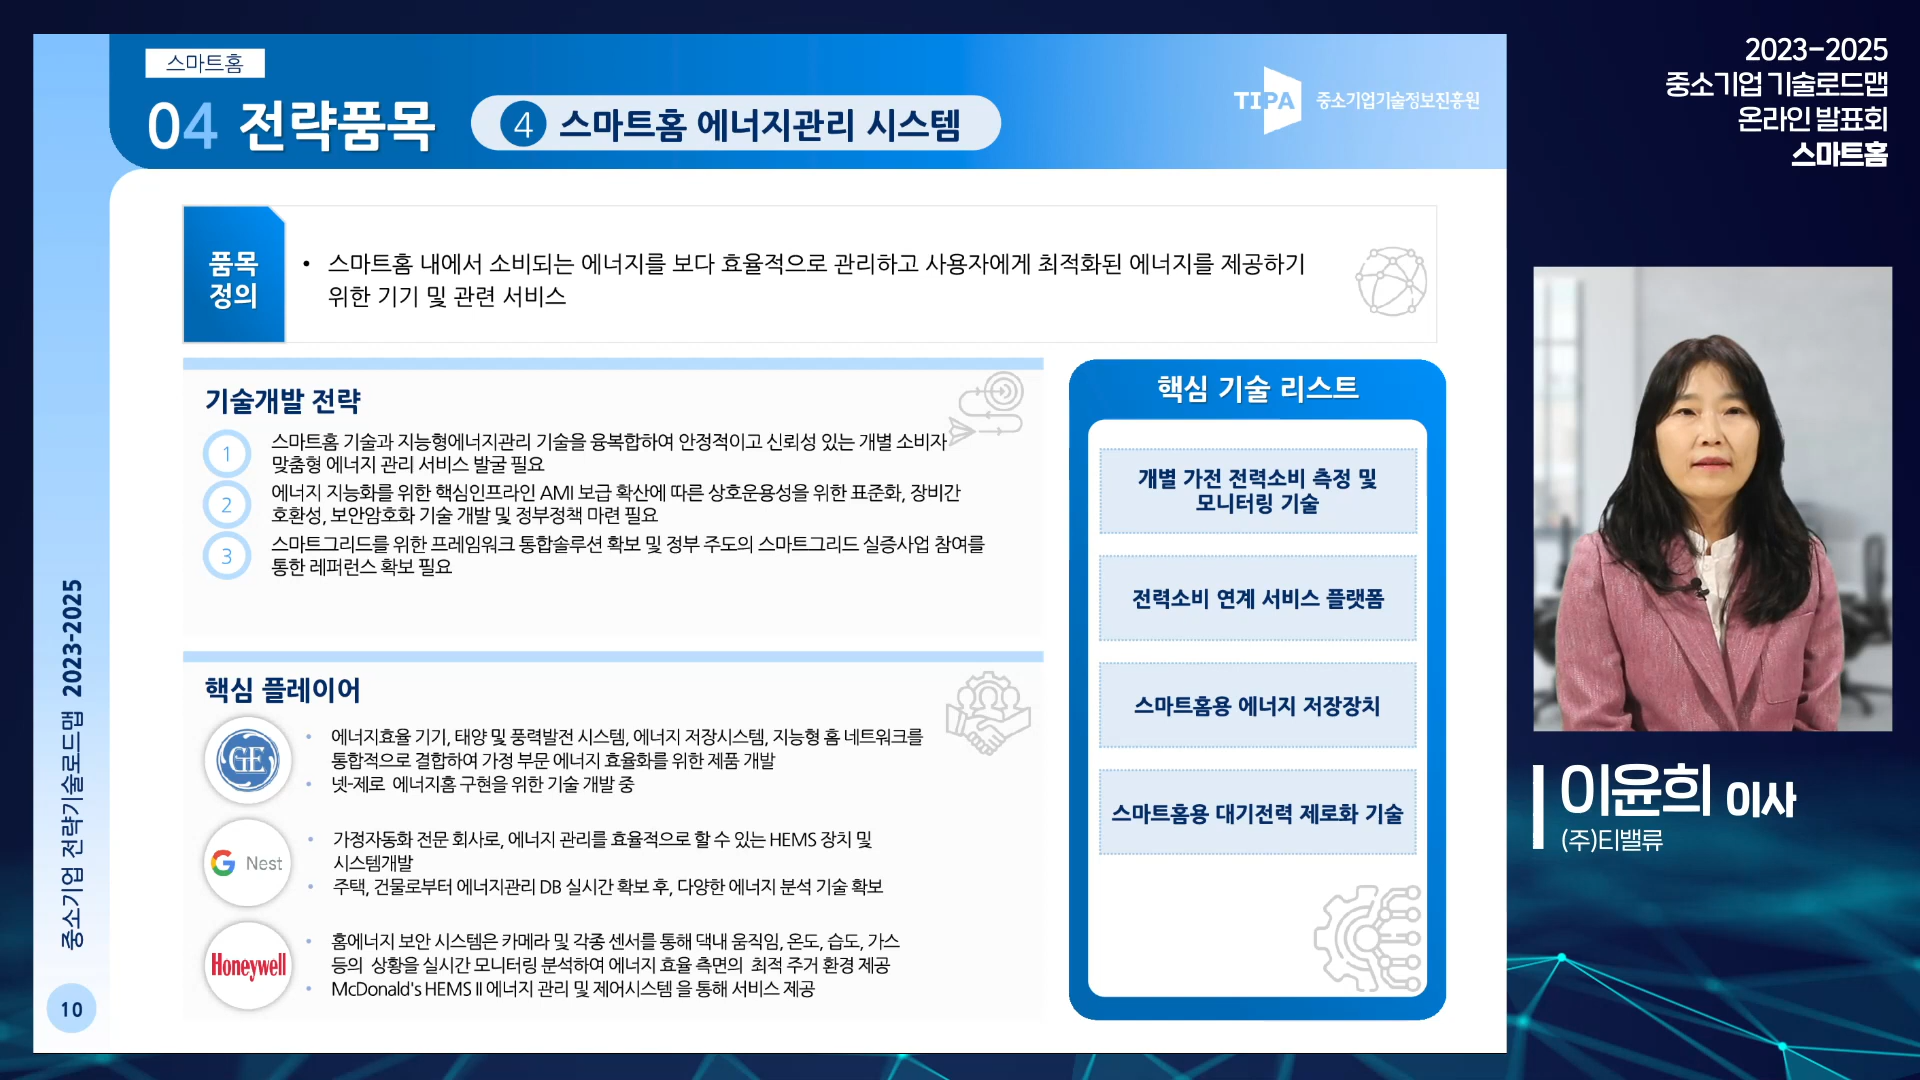 스마트홈
04 전략품목
4 스마트홈 에너지관리 시스템
TIPA 중소기업기술정보진흥원
품목
정의
• 스마트홈 내에서 소비되는 에너지를 보다 효율적으로 관리하고 사용자에게 최적화된 에너지를 제공하기
위한 기기 및 관련 서비스
기술개발 전략
1 스마트홈 기술과 지능형에너지관리 기술을 융복합하여 안정적이고 신뢰성 있는 개별 소비자
맞춤형 에너지 관리 서비스 발굴 필요
2 에너지 지능화를 위한 핵심인프라인 AMI 보급 확산에 따른 상호운용성을 위한 표준화, 장비간
호환성, 보안암호화 기술 개발 및 정부정책 마련 필요
3 스마트그리드를 위한 프레임워크 통합솔루션 확보 및 정부 주도의 스마트그리드 실증사업 참여를
통한 레퍼런스 확보 필요
핵심 플레이어
GE
• 에너지효율 기기, 태양 및 풍력발전 시스템, 에너지 저장시스템, 지능형 홈 네트워크를
통합적으로 결합하여 가정 부문 에너지 효율화를 위한 제품 개발
• 넷-제로 에너지홈 구현을 위한 기술 개발 중
G Nest
• 가정자동화 전문 회사로, 에너지 관리를 효율적으로 할 수 있는 HEMS 장치 및
시스템개발
• 주택, 건물로부터 에너지관리 DB 실시간 확보 후, 다양한 에너지 분석 기술 확보
Honeywell
• 홈에너지 보안 시스템은 카메라 및 각종 센서를 통해 댁내 움직임, 온도, 습도, 가스
등의 상황을 실시간 모니터링 분석하여 에너지 효율 측면의 최적 주거 환경 제공
• McDonald's HEMS II 에너지 관리 및 제어시스템 을 통해 서비스 제공
핵심 기술 리스트
개별 가전 전력소비 측정 및
모니터링 기술
전력소비 연계 서비스 플랫폼
스마트홈용 에너지 저장장치
스마트홈용 대기전력 제로화 기술
중소기업 전략기술로드맵 2023-2025
10
2023-2025
중소기업 기술로드맵
온라인 발표회
스마트홈
이윤희 이사
(주)티밸류